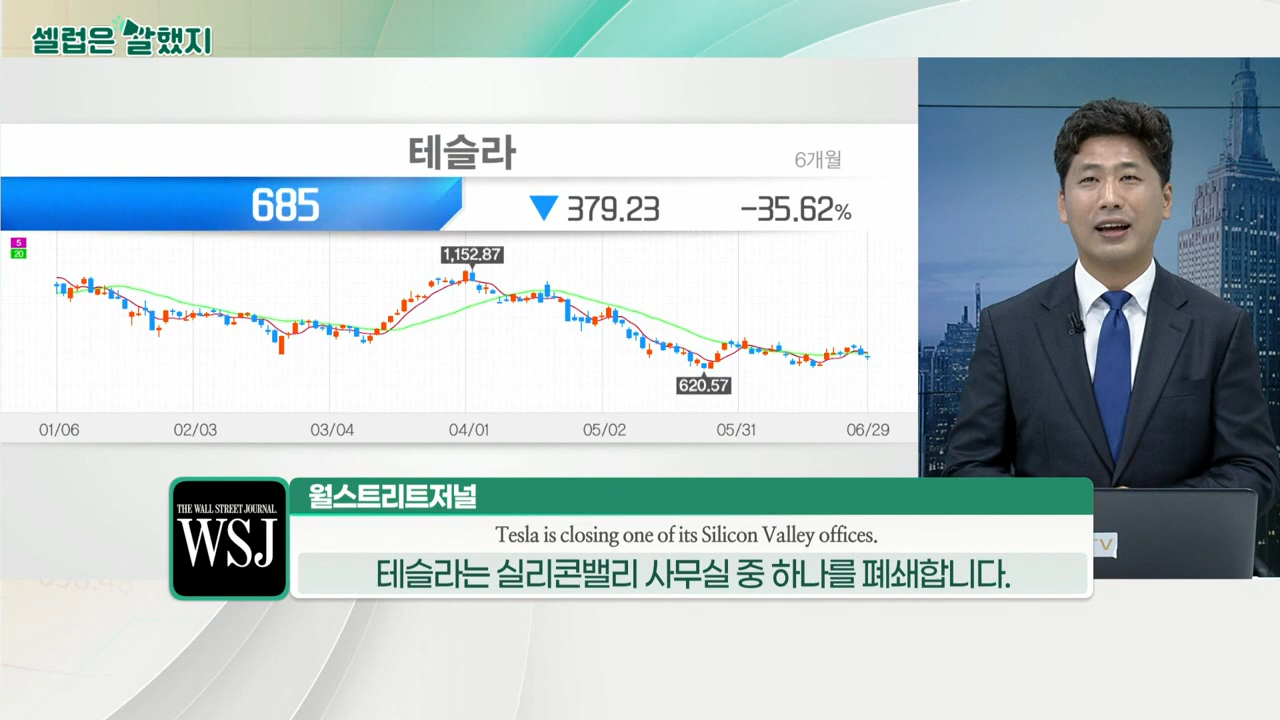 셀럽은 말했지
테슬라
6개월
685 ▼ 379.23 -35.62%
5
20
1,152.87
620.57
01/06 02/03 03/04 04/01 05/02 05/31 06/29
THE WALL STREET JOURNAL.
WSJ
월스트리트저널
Tesla is closing one of its Silicon Valley offices.
테슬라는 실리콘밸리 사무실 중 하나를 폐쇄합니다.
TV